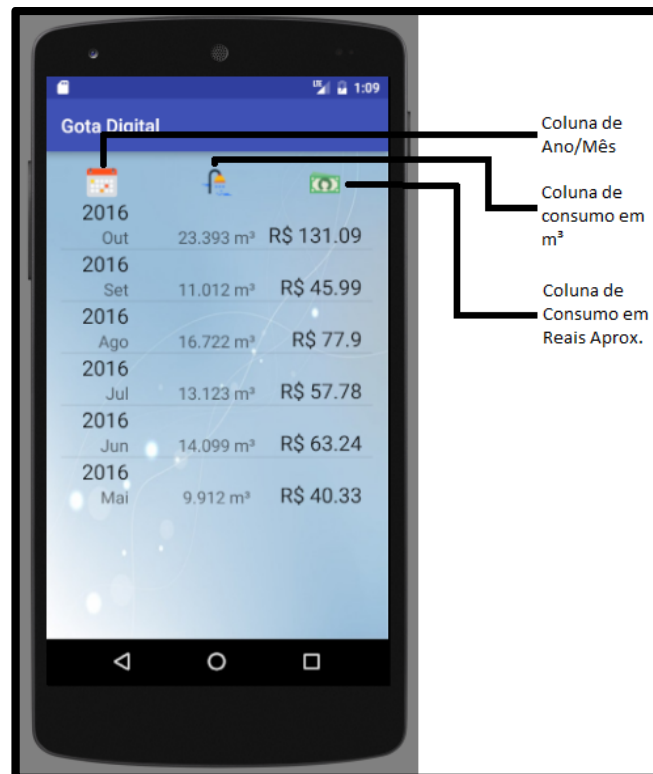 LTE 1:09
Gota Digital
2016
Out 23.393 m³ R$ 131.09
2016
Set 11.012 m³ R$ 45.99
2016
Ago 16.722 m³ R$ 77.9
2016
Jul 13.123 m³ R$ 57.78
2016
Jun 14.099 m³ R$ 63.24
2016
Mai 9.912 m³ R$ 40.33
Coluna de
Ano/Mês
Coluna de
consumo em
m³
Coluna de
Consumo em
Reais Aprox.